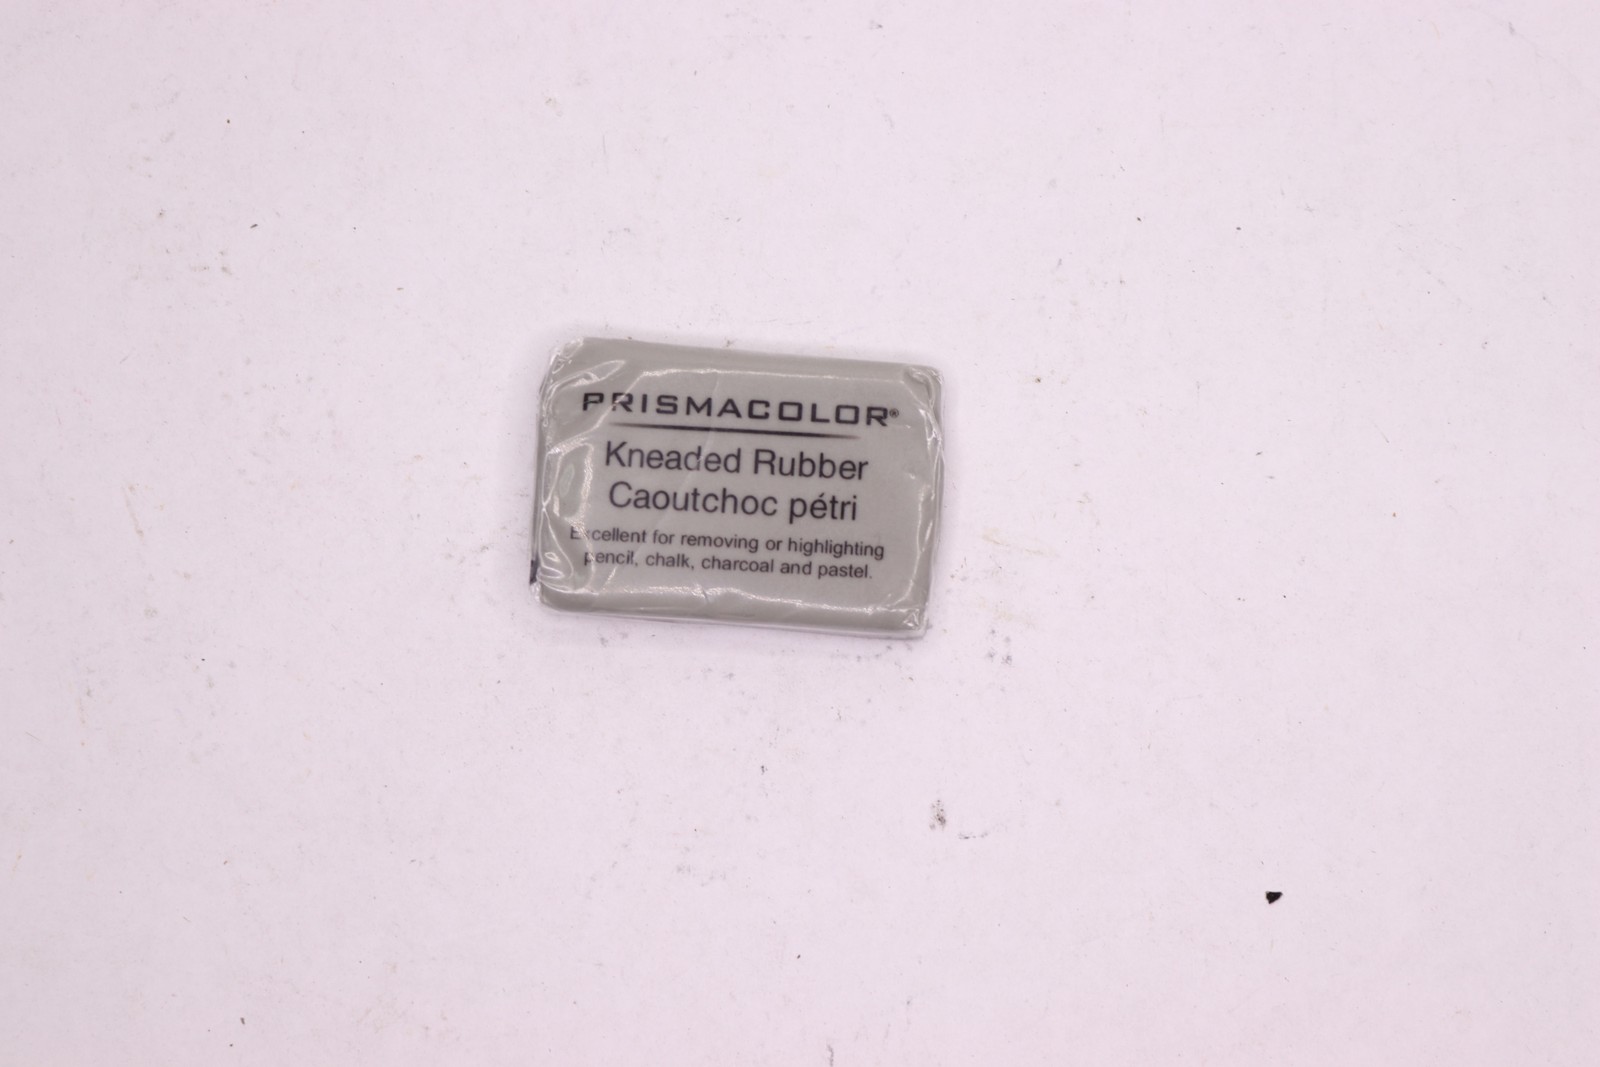 PRISMACOLOR®
Kneaded Rubber
Caoutchoc pétri
Excellent for removing or highlighting
pencil, chalk, charcoal and pastel.